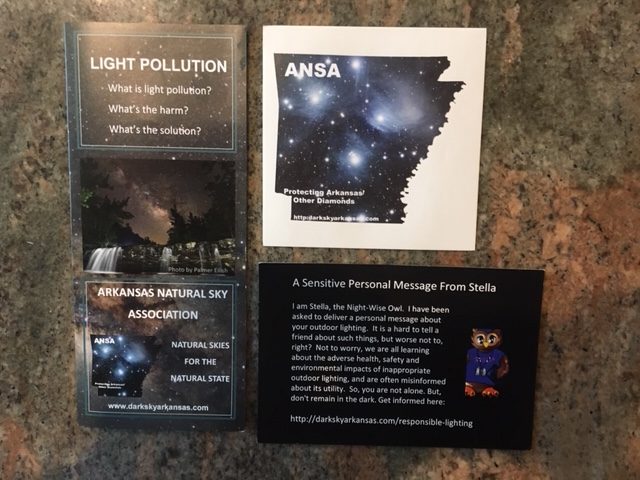 LIGHT POLLUTION
What is light pollution?
What's the harm?
What's the solution?
Photo by Palmer Eilish
ARKANSAS NATURAL SKY
ASSOCIATION
ANSA
NATURAL SKIES
FOR THE
NATURAL STATE
Protecting Arkansas'
Other Diamonds
www.darkskyarkansas.com
ANSA
Protecting Arkansas'
Other Diamonds
http:darkskyarkansas.com
A Sensitive Personal Message From Stella
I am Stella, the Night-Wise Owl. I have been
asked to deliver a personal message about
your outdoor lighting. It is a hard to tell a
friend about such things, but worse not to,
right? Not to worry, we are all learning
about the adverse health, safety and
environmental impacts of inappropriate
outdoor lighting, and are often misinformed
about its utility. So, you are not alone. But,
don't remain in the dark. Get informed here:
http://darkskyarkansas.com/responsible-lighting